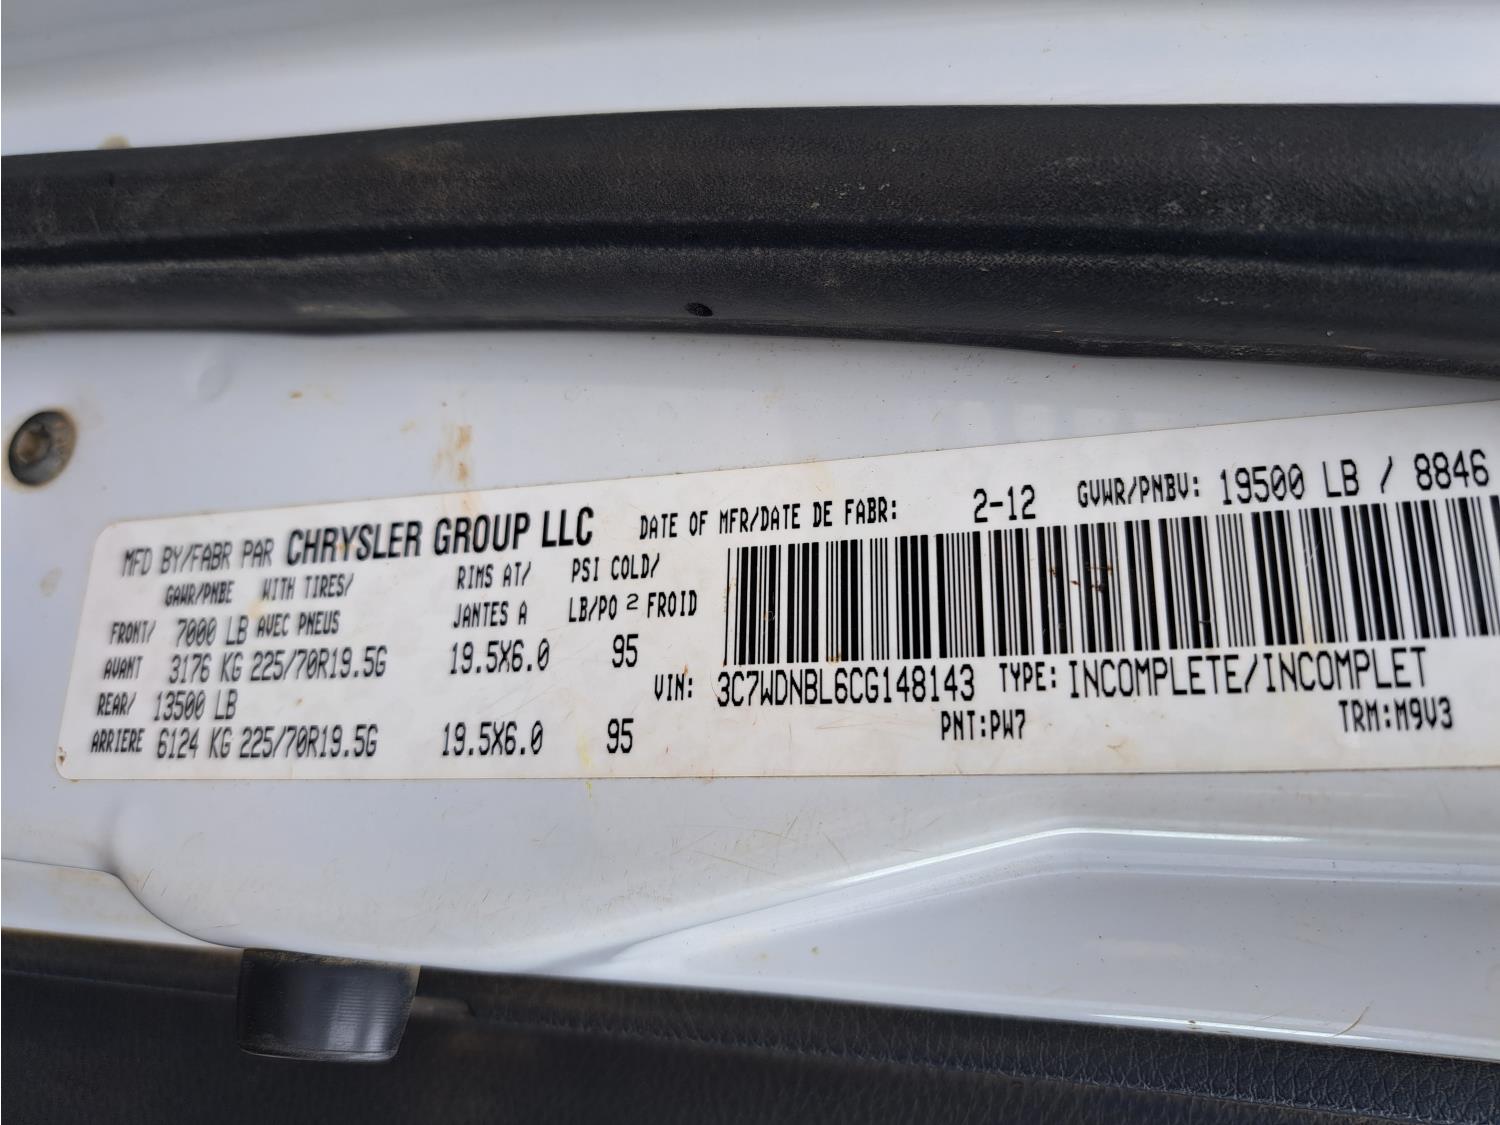 MFD BY/FABR PAR CHRYSLER GROUP LLC DATE OF MFR/DATE DE FABR: 2-12 GVWR/PNBV: 19500 LB / 8846
GAWR/PNBE WITH TIRES/ RIMS AT/ PSI COLD/
FRONT/ 7000 LB AVEC PNEUS JANTES A LB/PO 2 FROID
AVANT 3176 KG 225/70R19.5G 19.5X6.0 95
REAR/ 13500 LB VIN: 3C7WDNBL6CG148143 TYPE: INCOMPLETE/INCOMPLET
ARRIERE 6124 KG 225/70R19.5G 19.5X6.0 95 PNT:PW7 TRM:M9V3